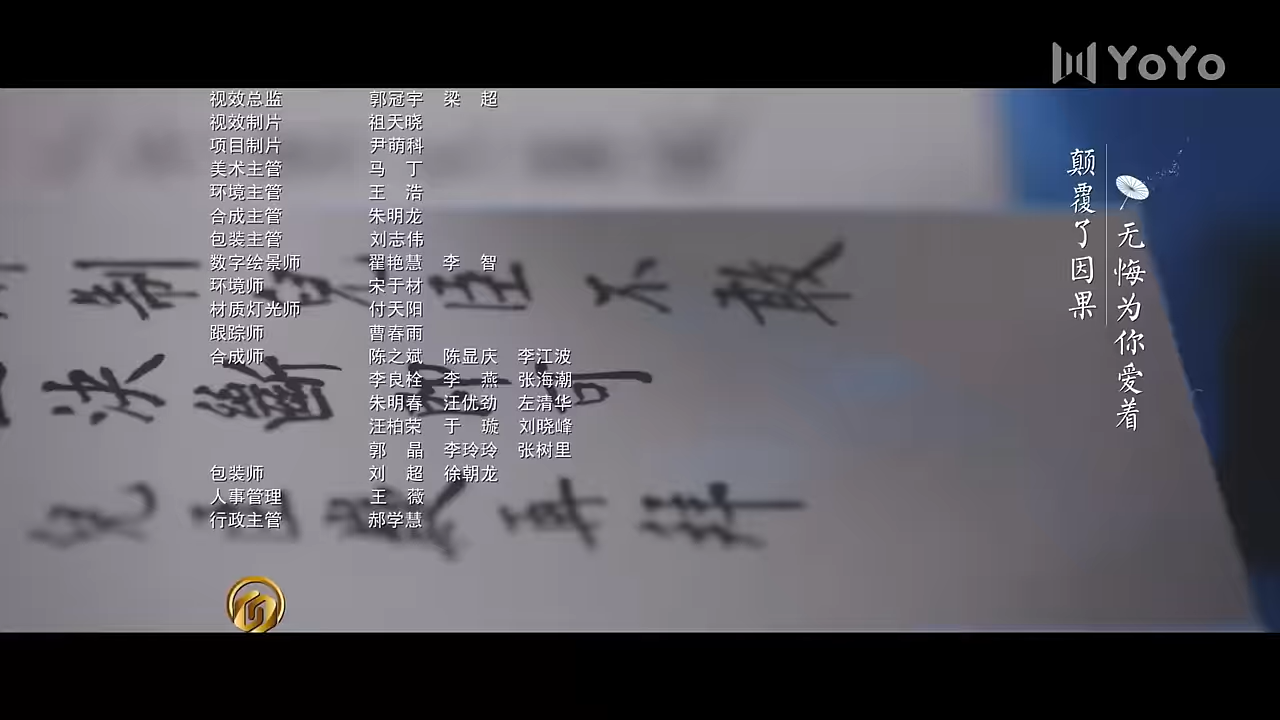 YoYo
视效总监 郭冠宇 梁 超
视效制片 祖天晓
项目制片 尹萌科
美术主管 马 丁
环境主管 王 浩
合成主管 朱明龙
包装主管 刘志伟
数字绘景师 翟艳慧 李 智
环境师 宋于材
材质灯光师 付天阳
跟踪师 曹春雨
合成师 陈之斌 陈显庆 李江波
李良栓 李 燕 张海潮
朱明春 汪优劲 左清华
汪柏荣 于 璇 刘晓峰
郭 晶 李玲玲 张树里
包装师 刘 超 徐朝龙
人事管理 王 薇
行政主管 郝学慧
无悔为你爱着
颠覆了因果
不敢
决断
再择